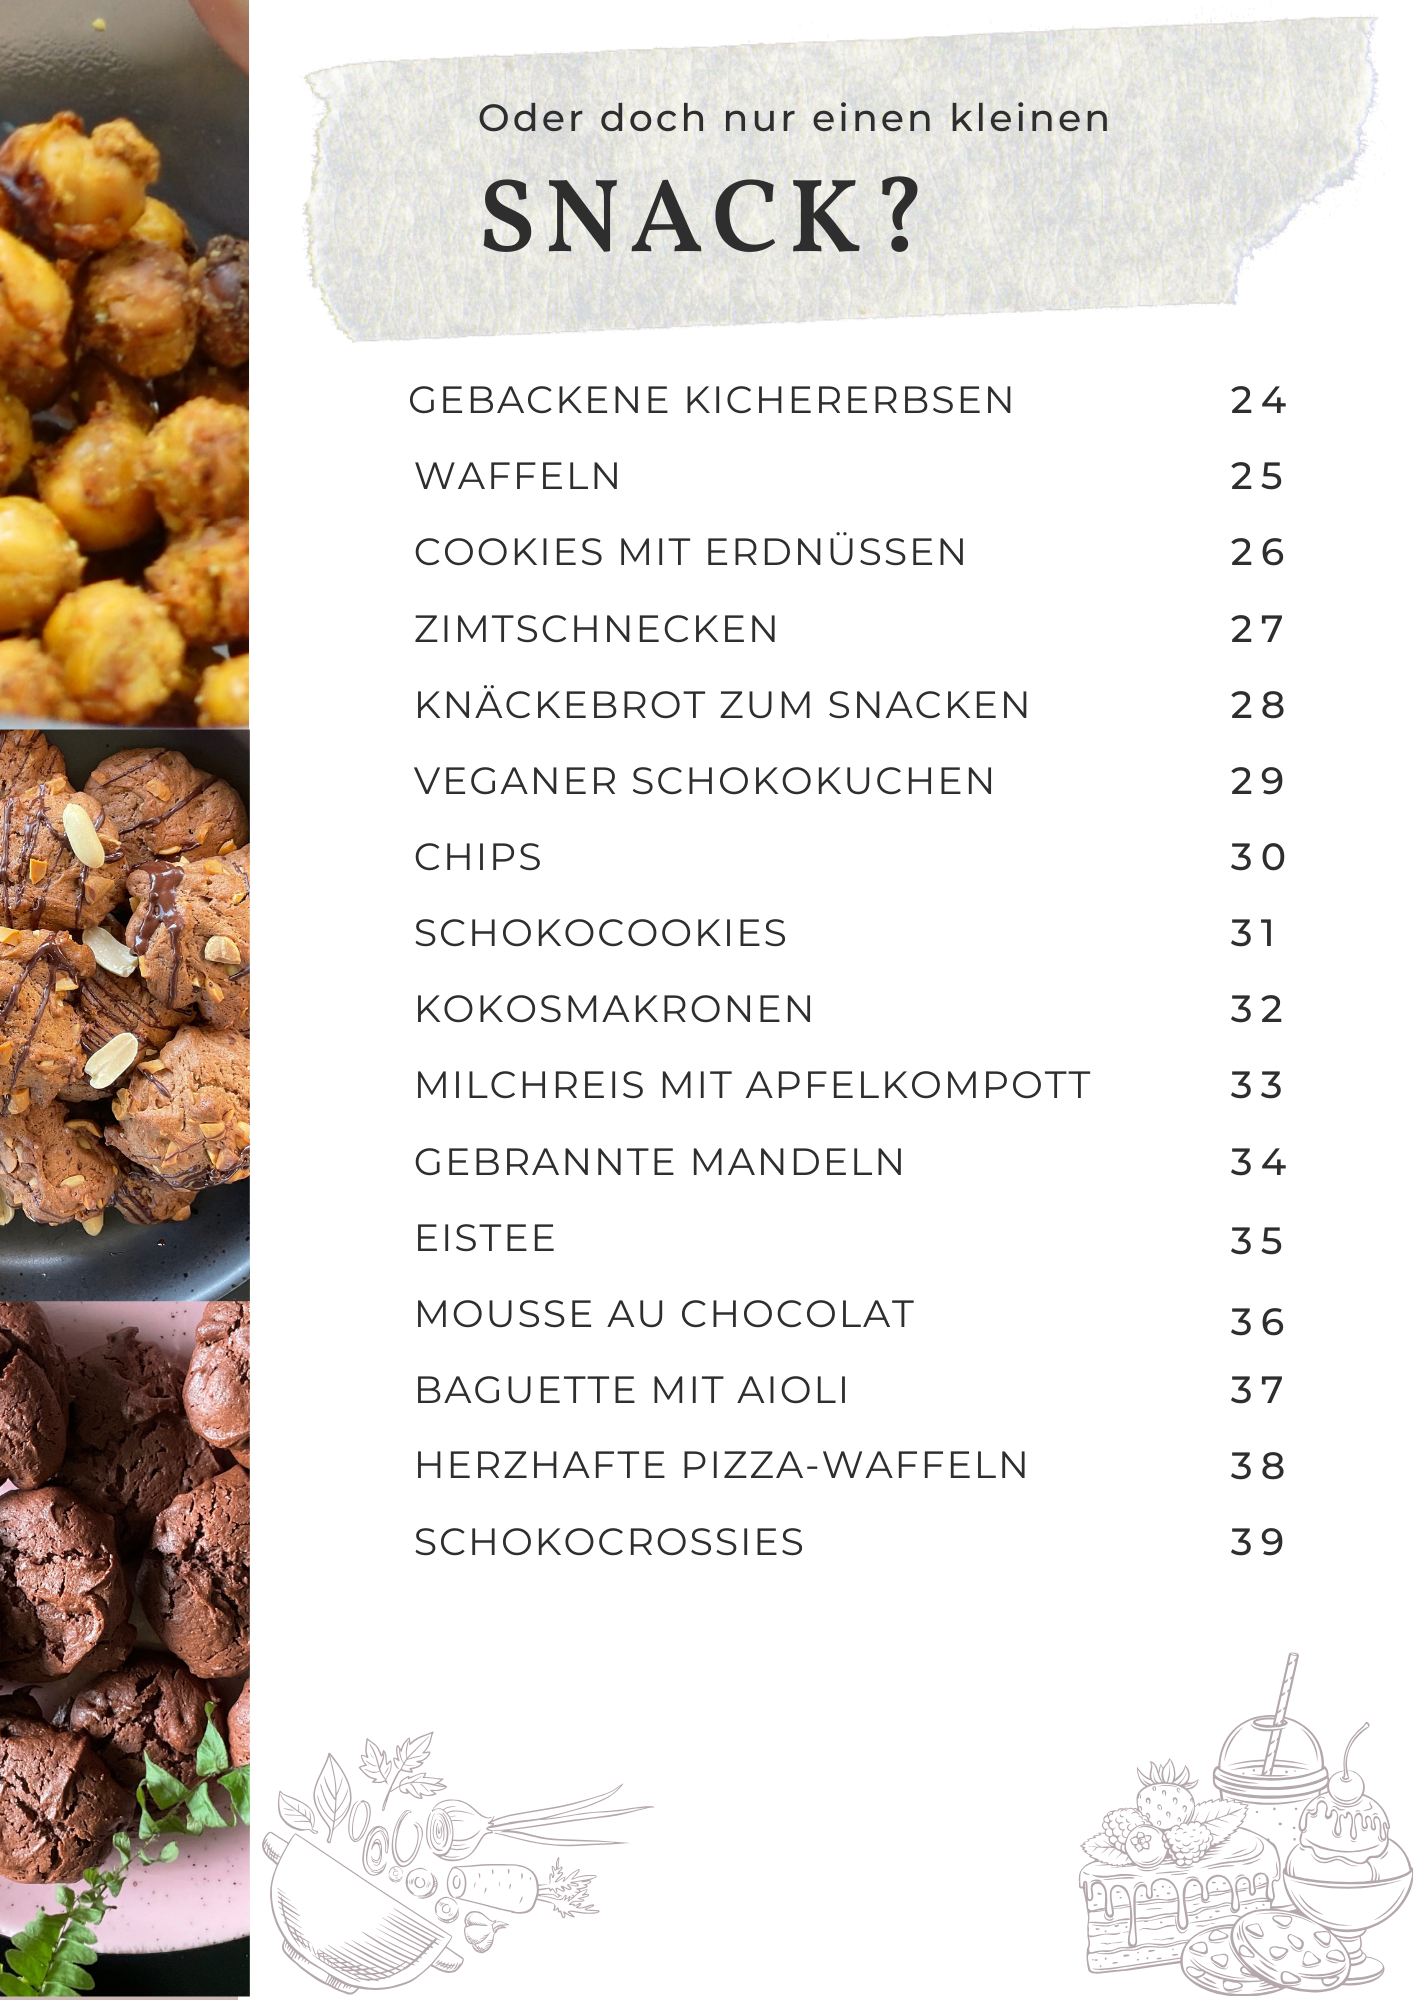 Oder doch nur einen kleinen
SNACK?
GEBACKENE KICHERERBSEN 24
WAFFELN 25
COOKIES MIT ERDNÜSSEN 26
ZIMTSCHNECKEN 27
KNÄCKEBROT ZUM SNACKEN 28
VEGANER SCHOKOKUCHEN 29
CHIPS 30
SCHOKOCOOKIES 31
KOKOSMAKRONEN 32
MILCHREIS MIT APFELKOMPOTT 33
GEBRANNTE MANDELN 34
EISTEE 35
MOUSSE AU CHOCOLAT 36
BAGUETTE MIT AIOLI 37
HERZHAFTE PIZZA-WAFFELN 38
SCHOKOCROSSIES 39